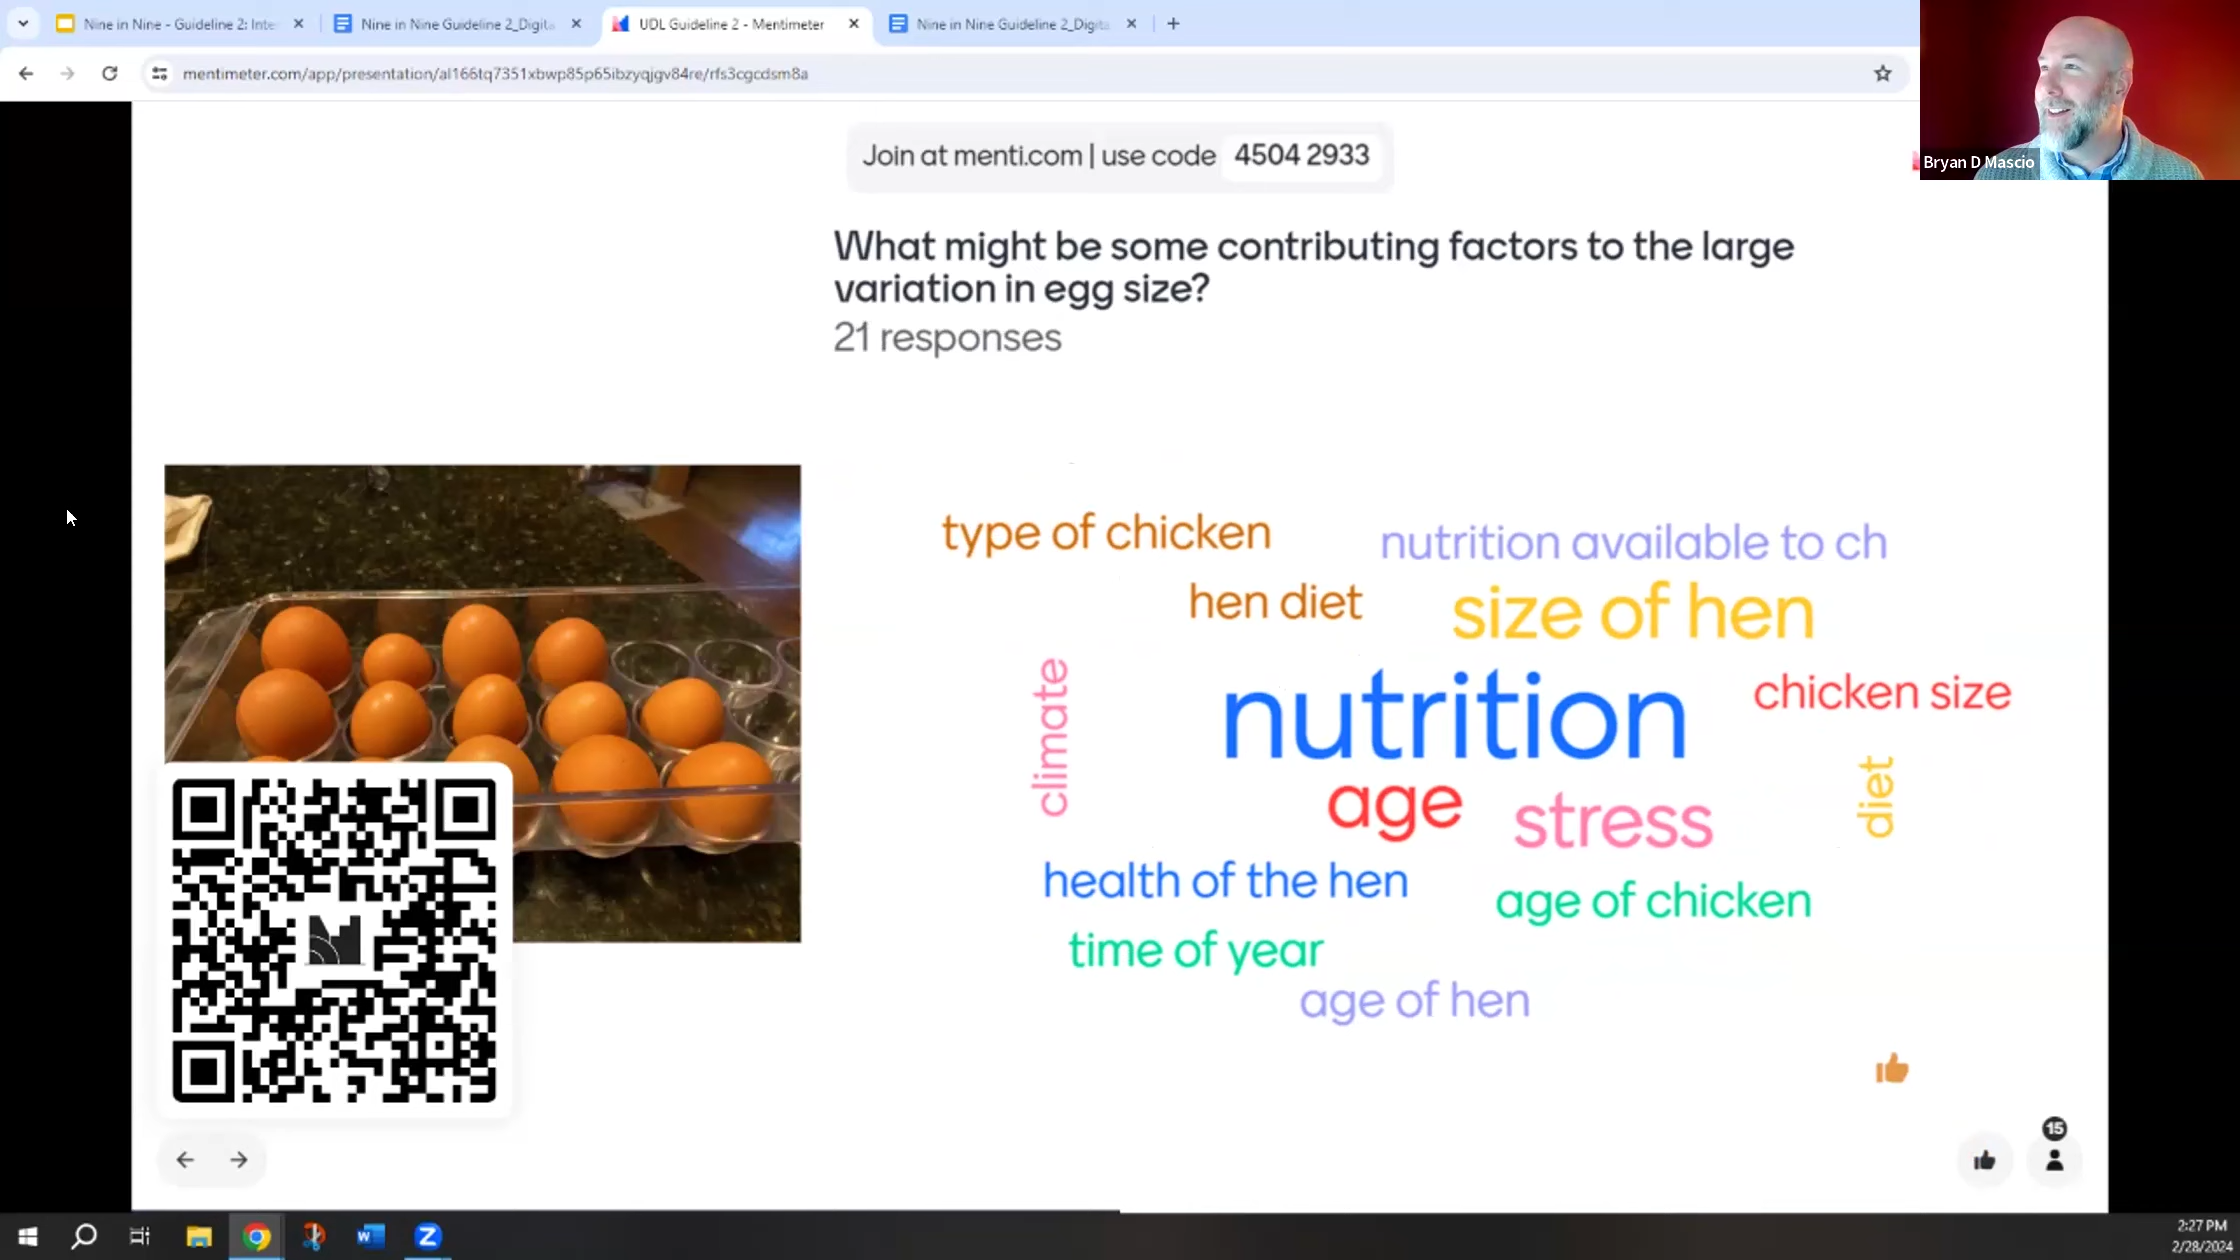 Nine in Nine - Guideline 2: Inte
Nine in Nine Guideline 2_Digita
UDL Guideline 2 - Mentimeter
Nine in Nine Guideline 2_Digita
mentimeter.com/app/presentation/al166tq7351xbwp85p65ibzyqjgv84re/rfs3cgcdsm8a
Bryan D Mascio
Join at menti.com | use code 4504 2933
What might be some contributing factors to the large
variation in egg size?
21 responses
type of chicken
nutrition available to ch
hen diet
size of hen
climate
nutrition
chicken size
age
stress
diet
health of the hen
age of chicken
time of year
age of hen
15
2:27 PM
2/28/2024